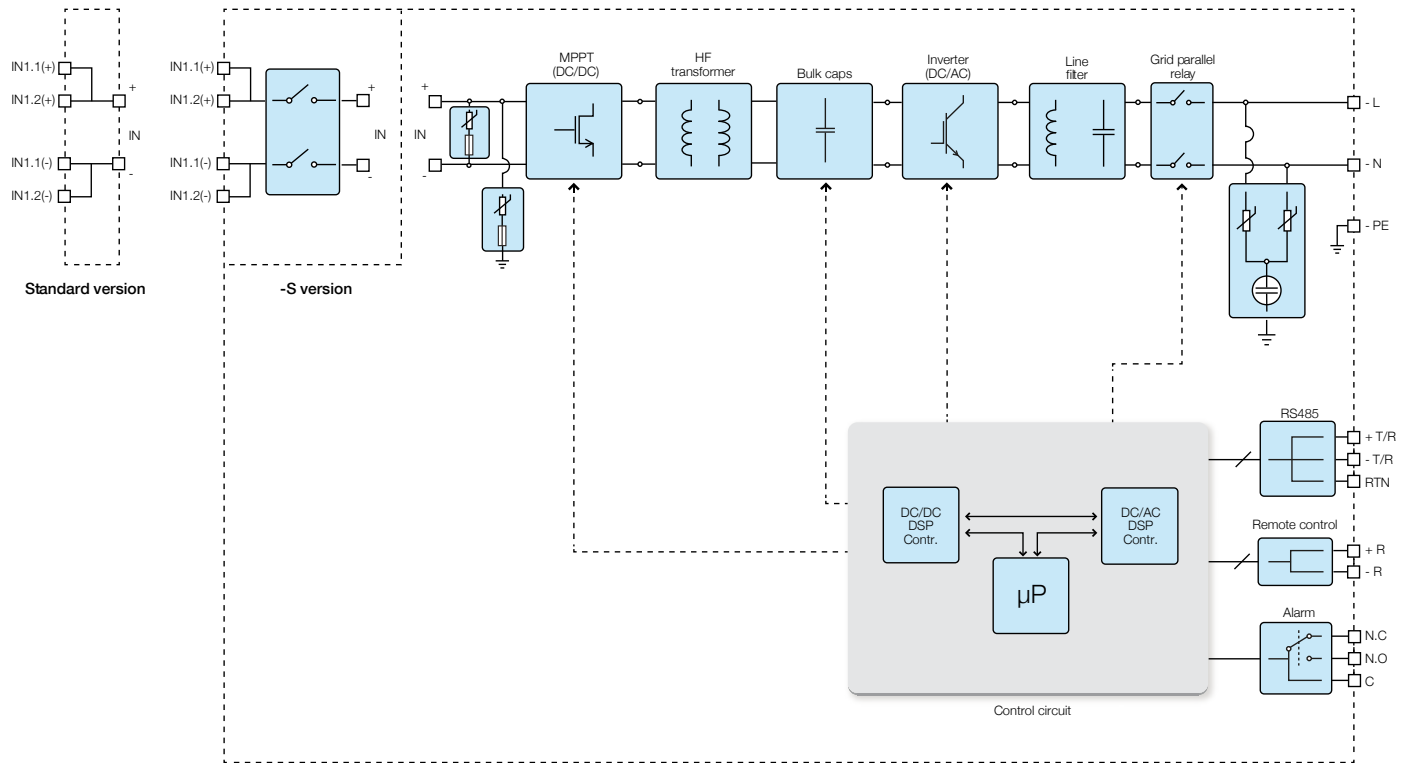 IN1.1(+)
IN1.2(+)
+
IN
IN1.1(-)
-
IN1.2(-)
Standard version
IN1.1(+)
IN1.2(+)
+
IN
IN1.1(-)
-
IN1.2(-)
-S version
+
IN
-
MPPT
(DC/DC)
HF
transformer
Bulk caps
Inverter
(DC/AC)
Line
filter
Grid parallel
relay
- L
- N
- PE
RS485
+ T/R
- T/R
RTN
Remote control
+ R
- R
Alarm
N.C
N.O
C
DC/DC
DSP
Contr.
DC/AC
DSP
Contr.
µP
Control circuit